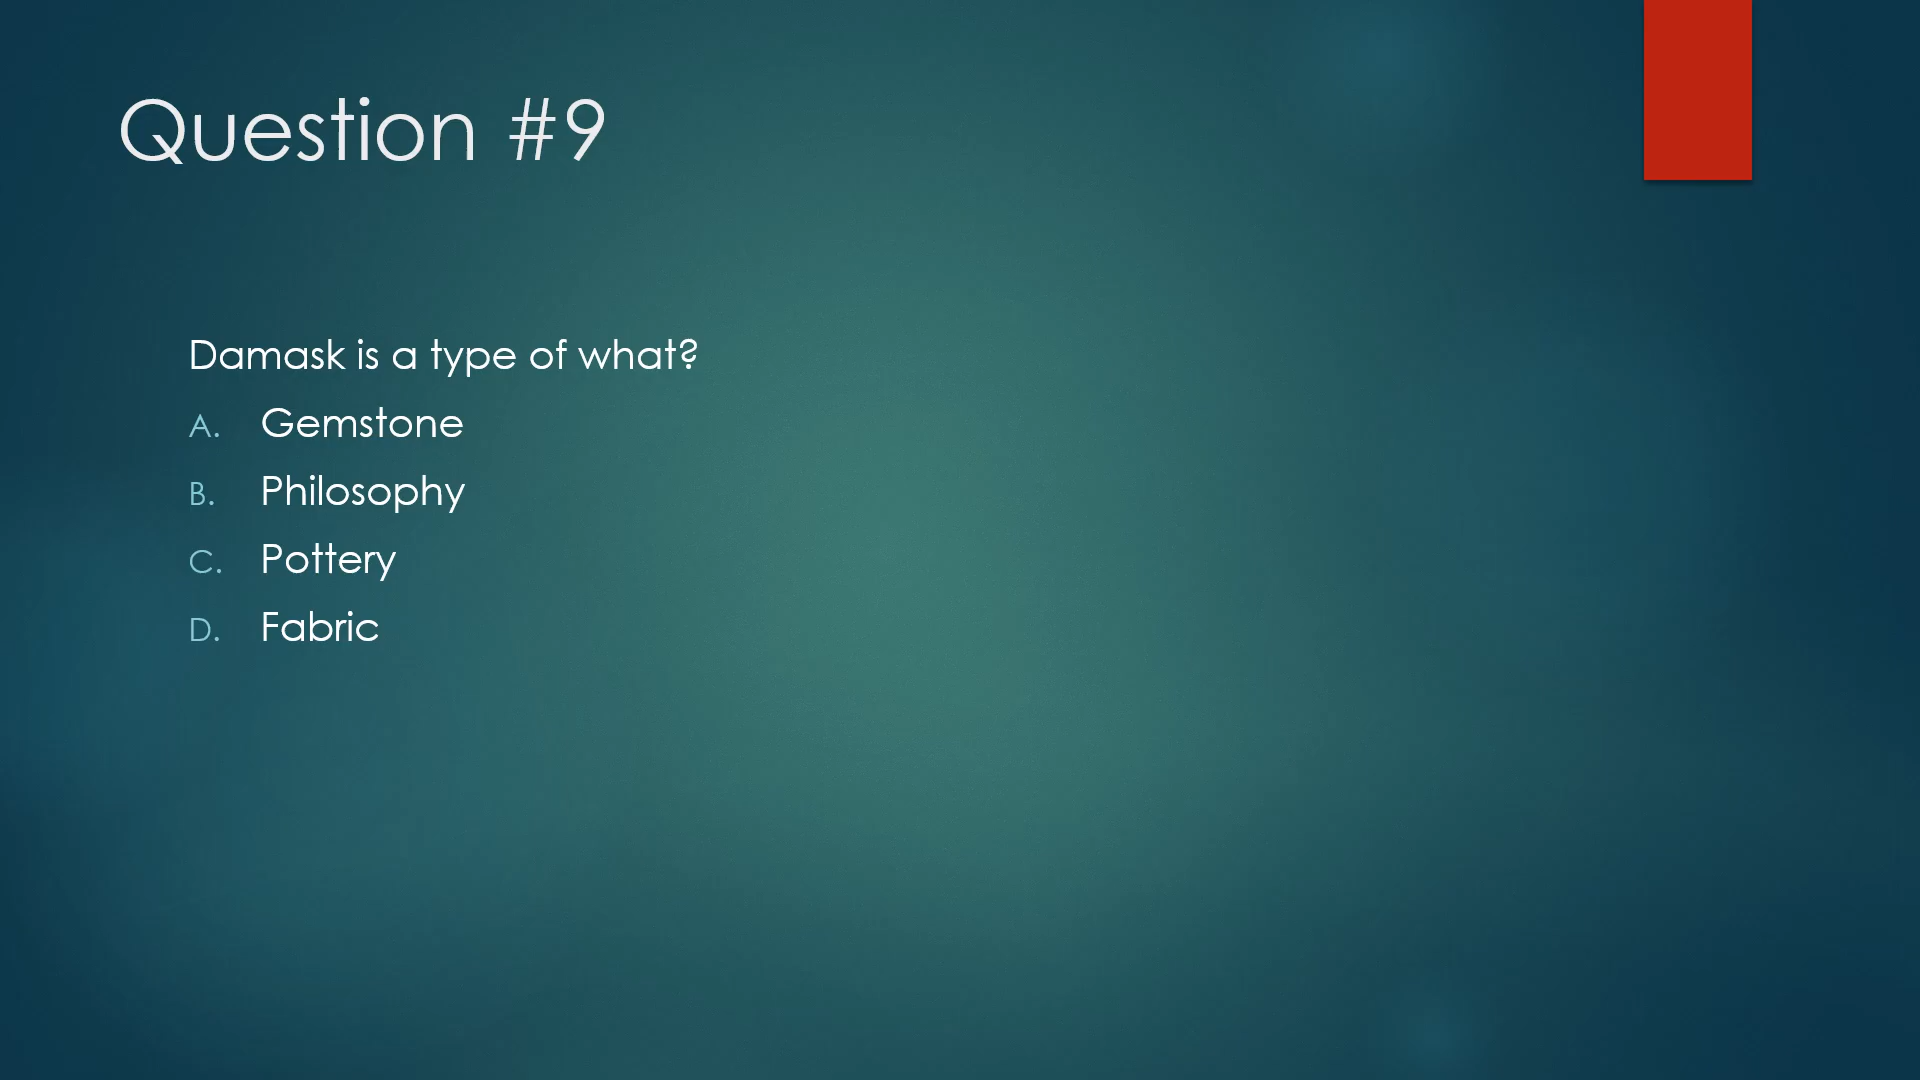 Question #9
Damask is a type of what?
A. Gemstone
B. Philosophy
C. Pottery
D. Fabric